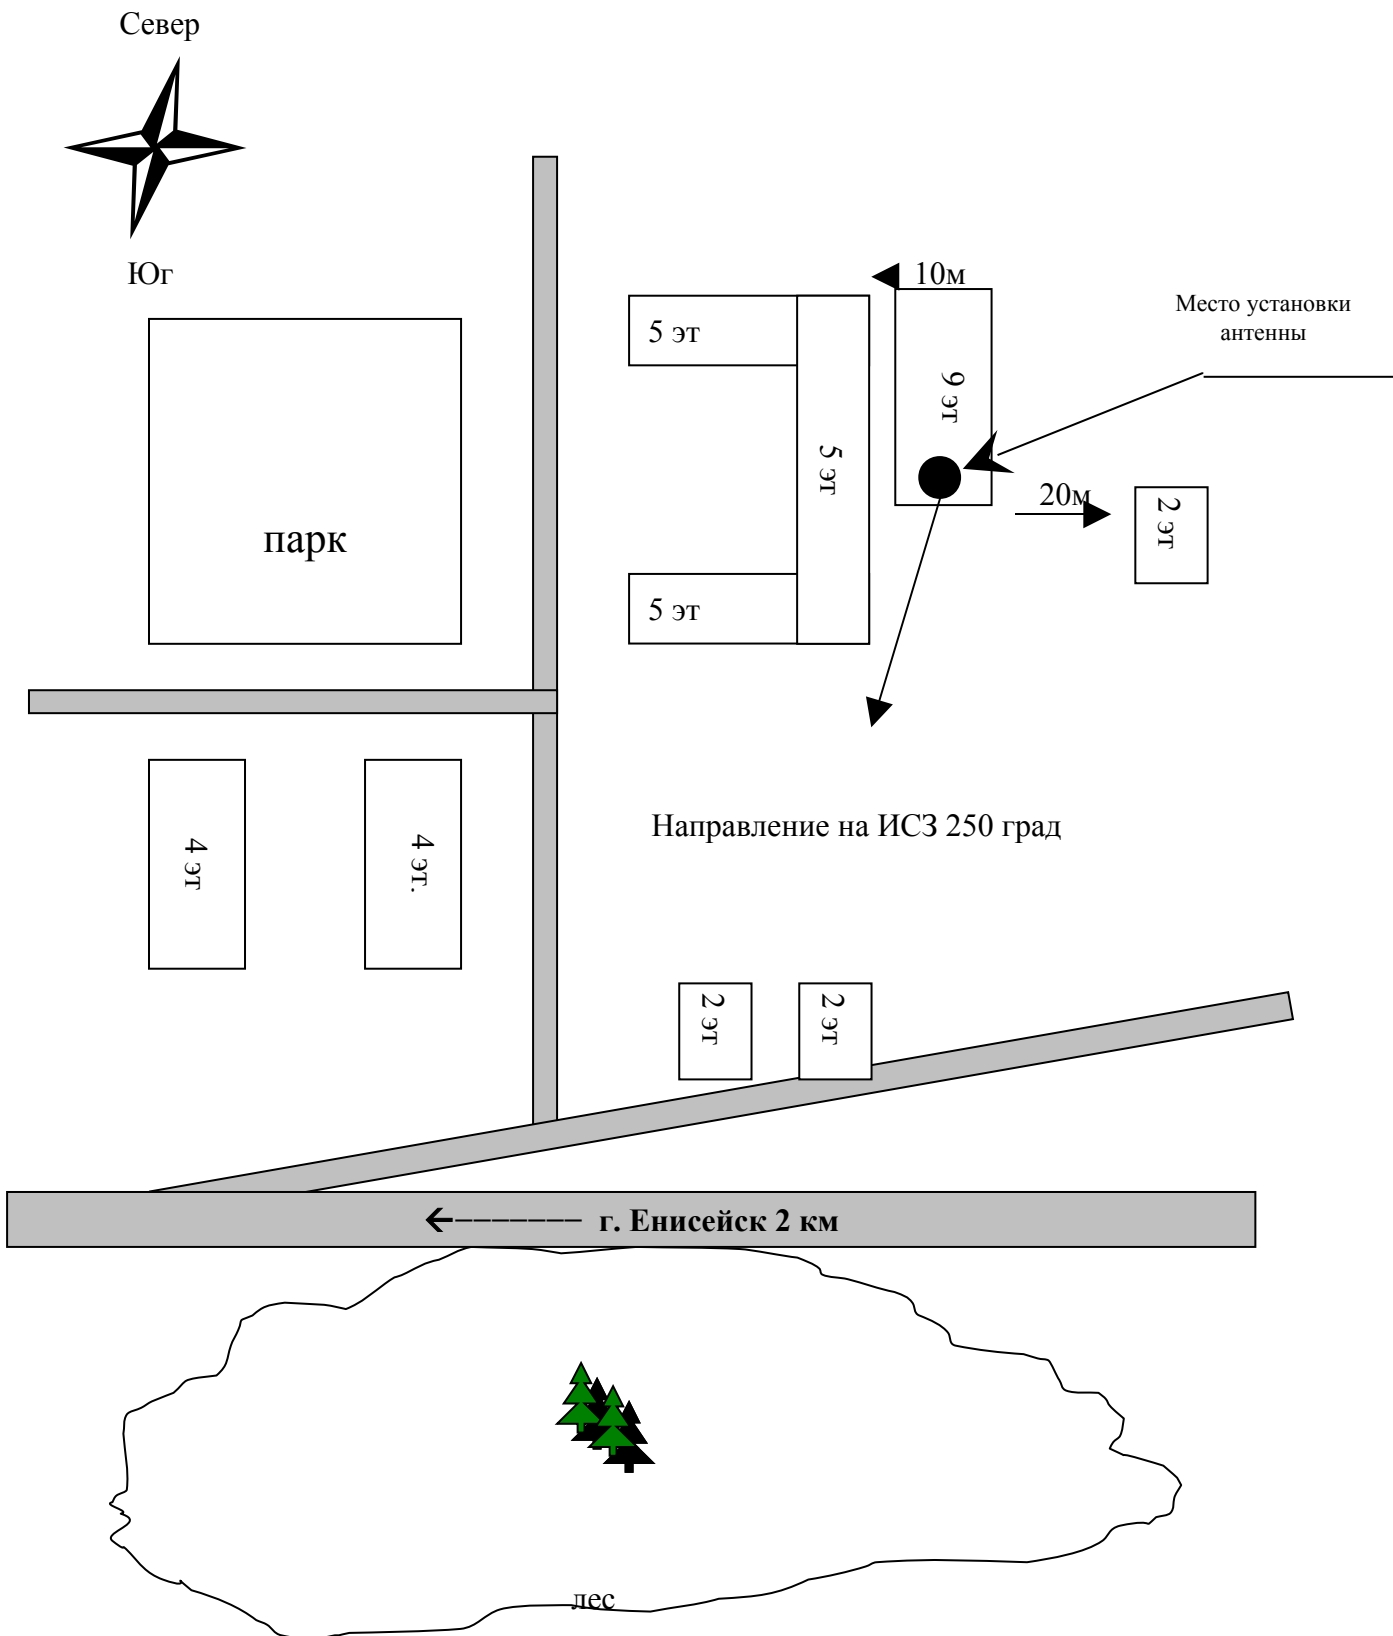 Север
Юг
10м
Место установки
антенны
5 эт
9 эт
5 эт
20м
2 эт
парк
5 эт
Направление на ИСЗ 250 град
4 эт
4 эт.
2 эт
2 эт
г. Енисейск 2 км
лес